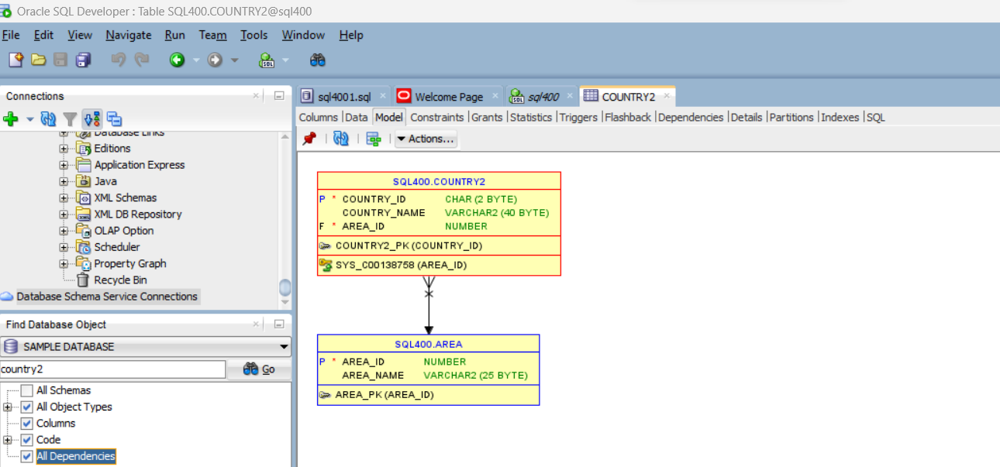 Oracle SQL Developer : Table SQL400.COUNTRY2@sql400
File Edit View Navigate Run Team Tools Window Help
SQL
Connections
Database Links
Editions
Application Express
Java
XML Schemas
XML DB Repository
OLAP Option
Scheduler
Property Graph
Recycle Bin
Database Schema Service Connections
Find Database Object
SAMPLE DATABASE
country2 Go
All Schemas
All Object Types
Columns
Code
All Dependencies
sql4001.sql Welcome Page sql400 COUNTRY2
Columns Data Model Constraints Grants Statistics Triggers Flashback Dependencies Details Partitions Indexes SQL
Actions...
SQL400.COUNTRY2
P * COUNTRY_ID CHAR (2 BYTE)
COUNTRY_NAME VARCHAR2 (40 BYTE)
F * AREA_ID NUMBER
COUNTRY2_PK (COUNTRY_ID)
SYS_C00138758 (AREA_ID)
SQL400.AREA
P * AREA_ID NUMBER
AREA_NAME VARCHAR2 (25 BYTE)
AREA_PK (AREA_ID)